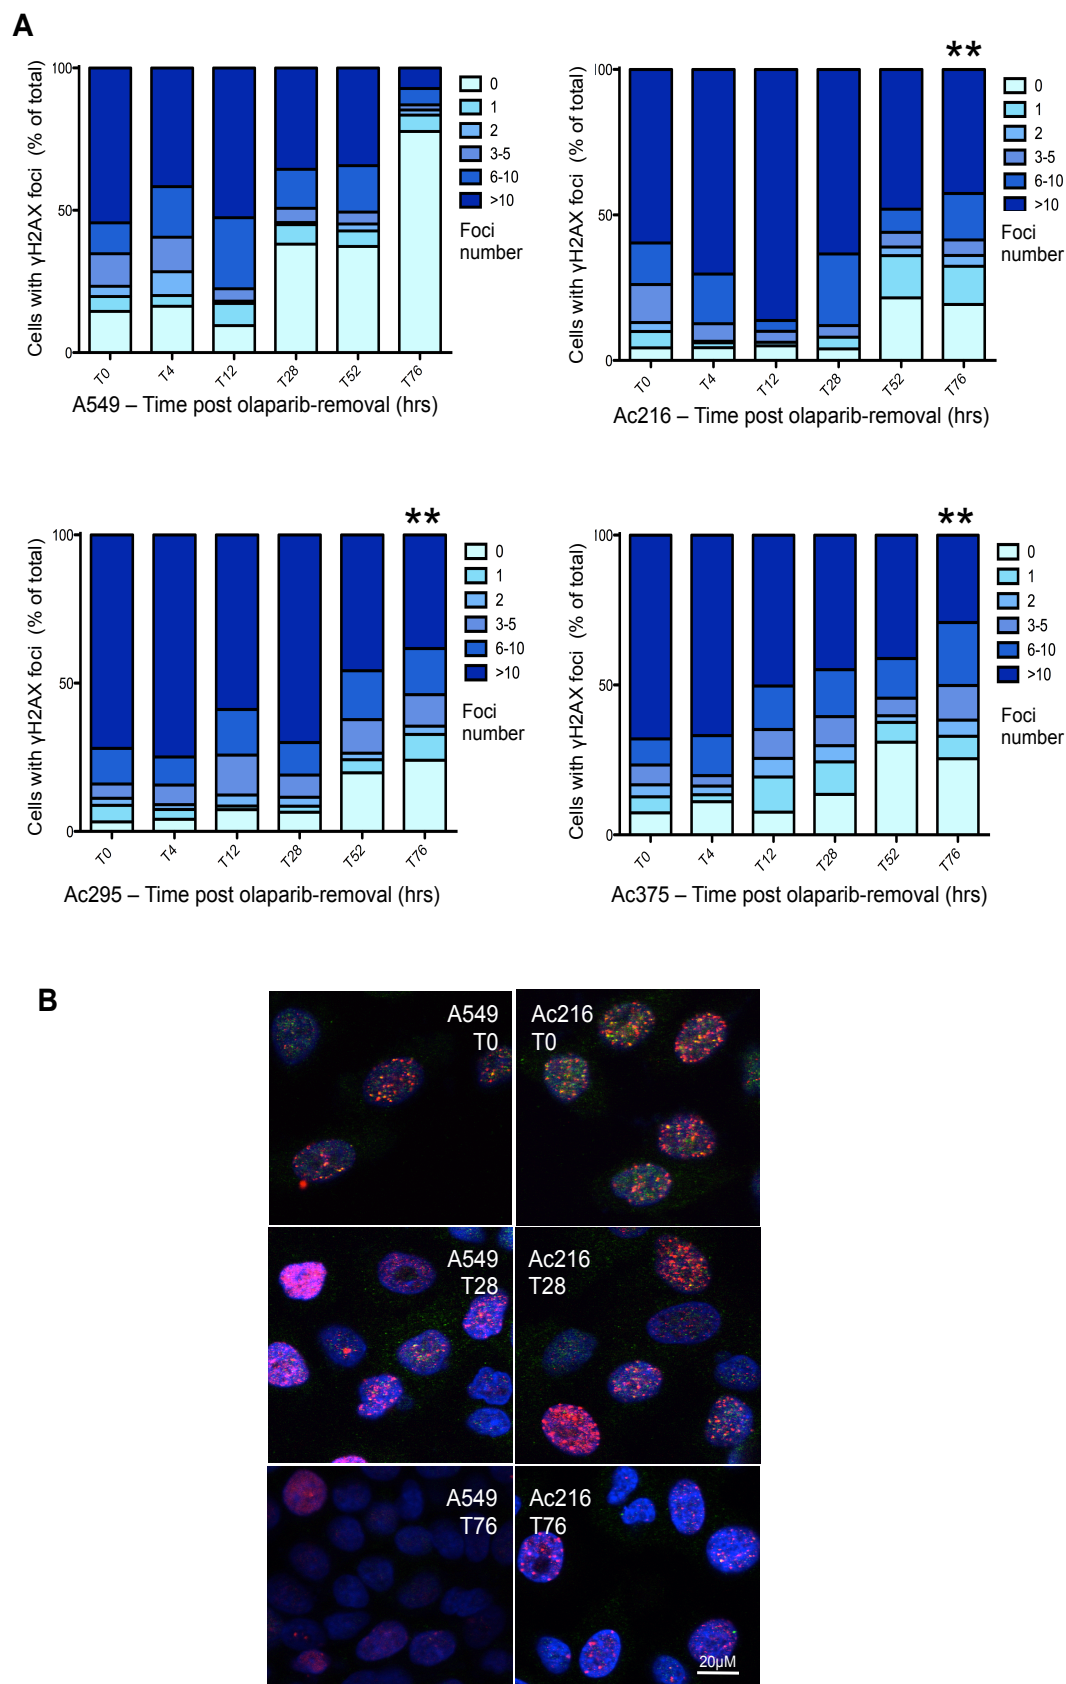 A
Cells with γH2AX foci (% of total)
100
50
0
T0
T4
T12
T28
T52
T76
A549 – Time post olaparib-removal (hrs)
0
1
2
3-5
6-10
>10
Foci
number
**
Cells with γH2AX foci (% of total)
100
50
0
T0
T4
T12
T28
T52
T76
Ac216 – Time post olaparib-removal (hrs)
0
1
2
3-5
6-10
>10
Foci
number
**
Cells with γH2AX foci (% of total)
100
50
0
T0
T4
T12
T28
T52
T76
Ac295 – Time post olaparib-removal (hrs)
0
1
2
3-5
6-10
>10
Foci
number
**
Cells with γH2AX foci (% of total)
100
50
0
T0
T4
T12
T28
T52
T76
Ac375 – Time post olaparib-removal (hrs)
0
1
2
3-5
6-10
>10
Foci
number
B
A549
T0
Ac216
T0
A549
T28
Ac216
T28
A549
T76
Ac216
T76
20µM